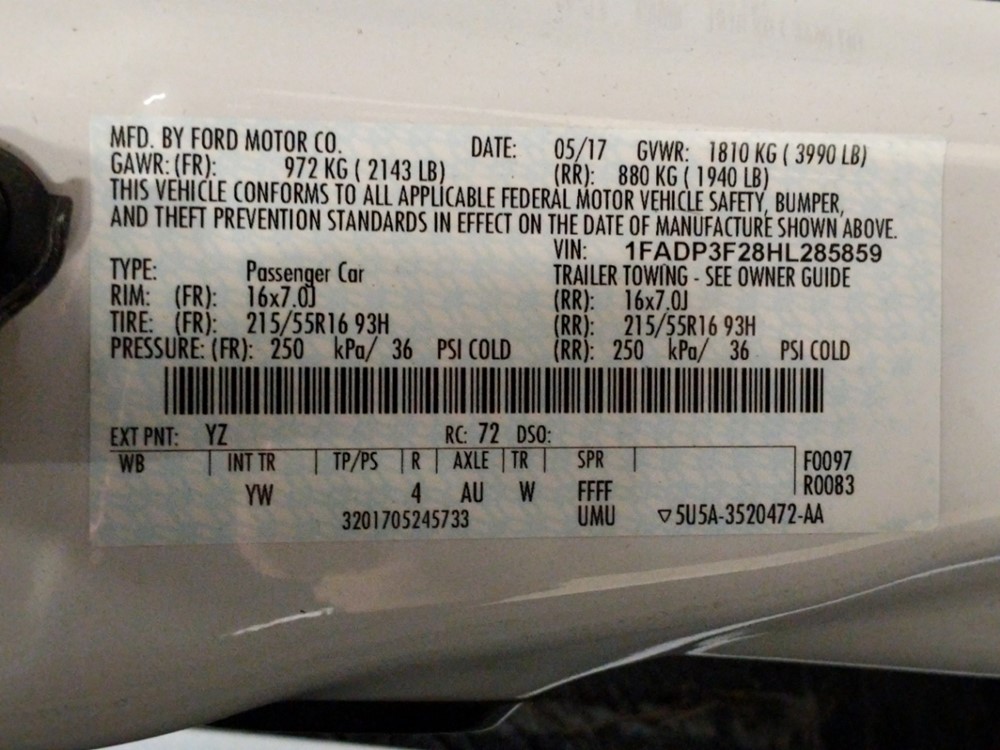 MFD. BY FORD MOTOR CO. DATE: 05/17 GVWR: 1810 KG ( 3990 LB)
GAWR: (FR): 972 KG ( 2143 LB) (RR): 880 KG ( 1940 LB)
THIS VEHICLE CONFORMS TO ALL APPLICABLE FEDERAL MOTOR VEHICLE SAFETY, BUMPER,
AND THEFT PREVENTION STANDARDS IN EFFECT ON THE DATE OF MANUFACTURE SHOWN ABOVE.
VIN: 1FADP3F28HL285859
TYPE: Passenger Car TRAILER TOWING - SEE OWNER GUIDE
RIM: (FR): 16x7.0J (RR): 16x7.0J
TIRE: (FR): 215/55R16 93H (RR): 215/55R16 93H
PRESSURE: (FR): 250 kPa/ 36 PSI COLD (RR): 250 kPa/ 36 PSI COLD
EXT PNT: YZ RC: 72 DSO:
WB INT TR TP/PS R AXLE TR SPR F0097
YW 4 AU W FFFF R0083
3201705245733 UMU ▽5U5A-3520472-AA